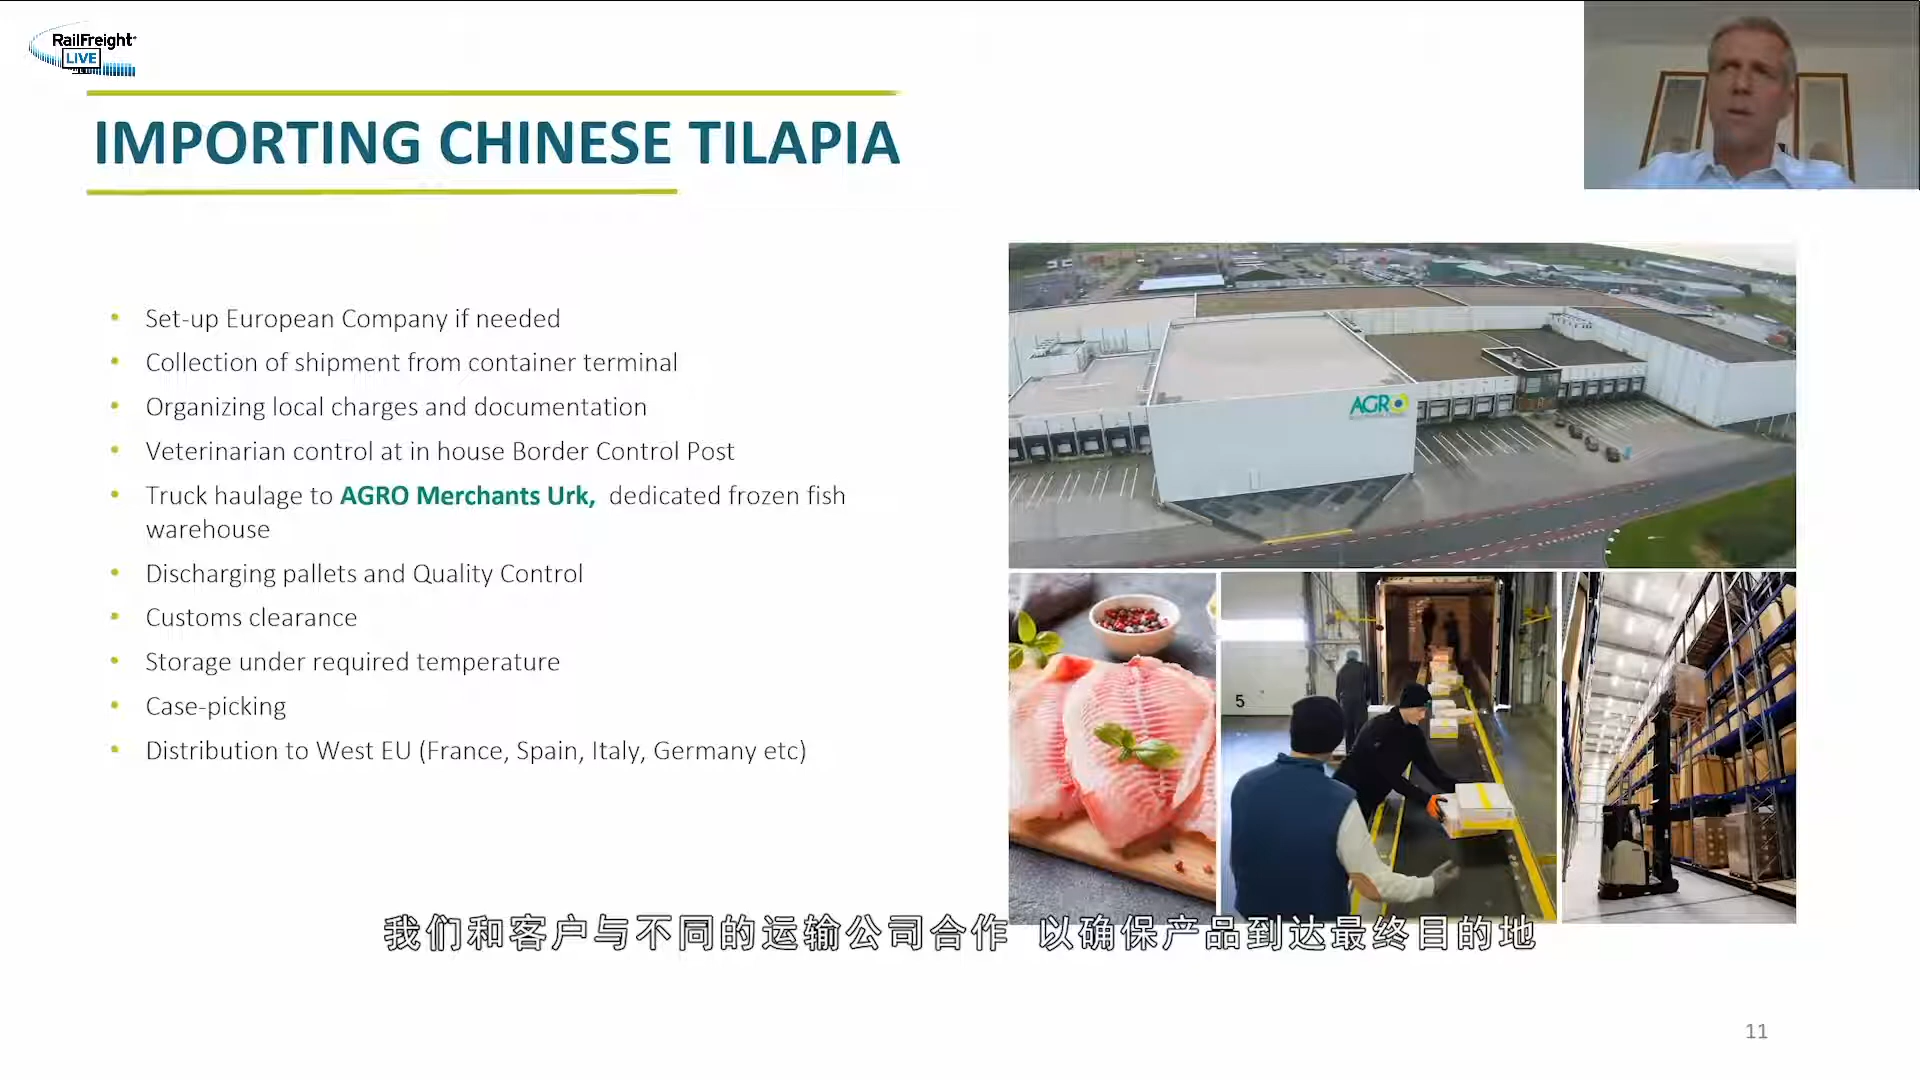 RailFreight
LIVE
IMPORTING CHINESE TILAPIA
• Set-up European Company if needed
• Collection of shipment from container terminal
• Organizing local charges and documentation
• Veterinarian control at in house Border Control Post
• Truck haulage to AGRO Merchants Urk, dedicated frozen fish
warehouse
• Discharging pallets and Quality Control
• Customs clearance
• Storage under required temperature
• Case-picking
• Distribution to West EU (France, Spain, Italy, Germany etc)
AGRO
5
我们和客户与不同的运输公司合作 以确保产品到达最终目的地
11